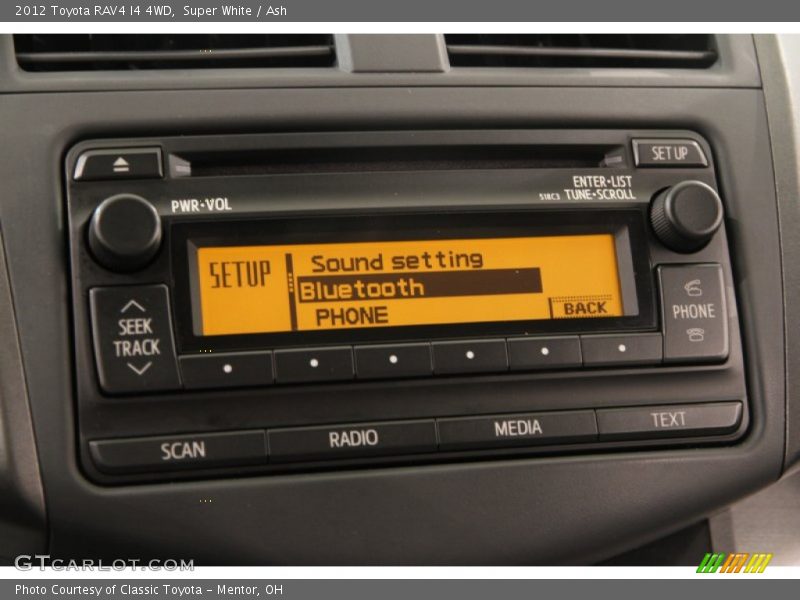 2012 Toyota RAV4 I4 4WD, Super White / Ash
SET UP
PWR•VOL
ENTER•LIST
518C3 TUNE•SCROLL
SETUP
Sound setting
Bluetooth
PHONE
BACK
SEEK
TRACK
PHONE
SCAN
RADIO
MEDIA
TEXT
GTCARLOT.COM
Photo Courtesy of Classic Toyota - Mentor, OH